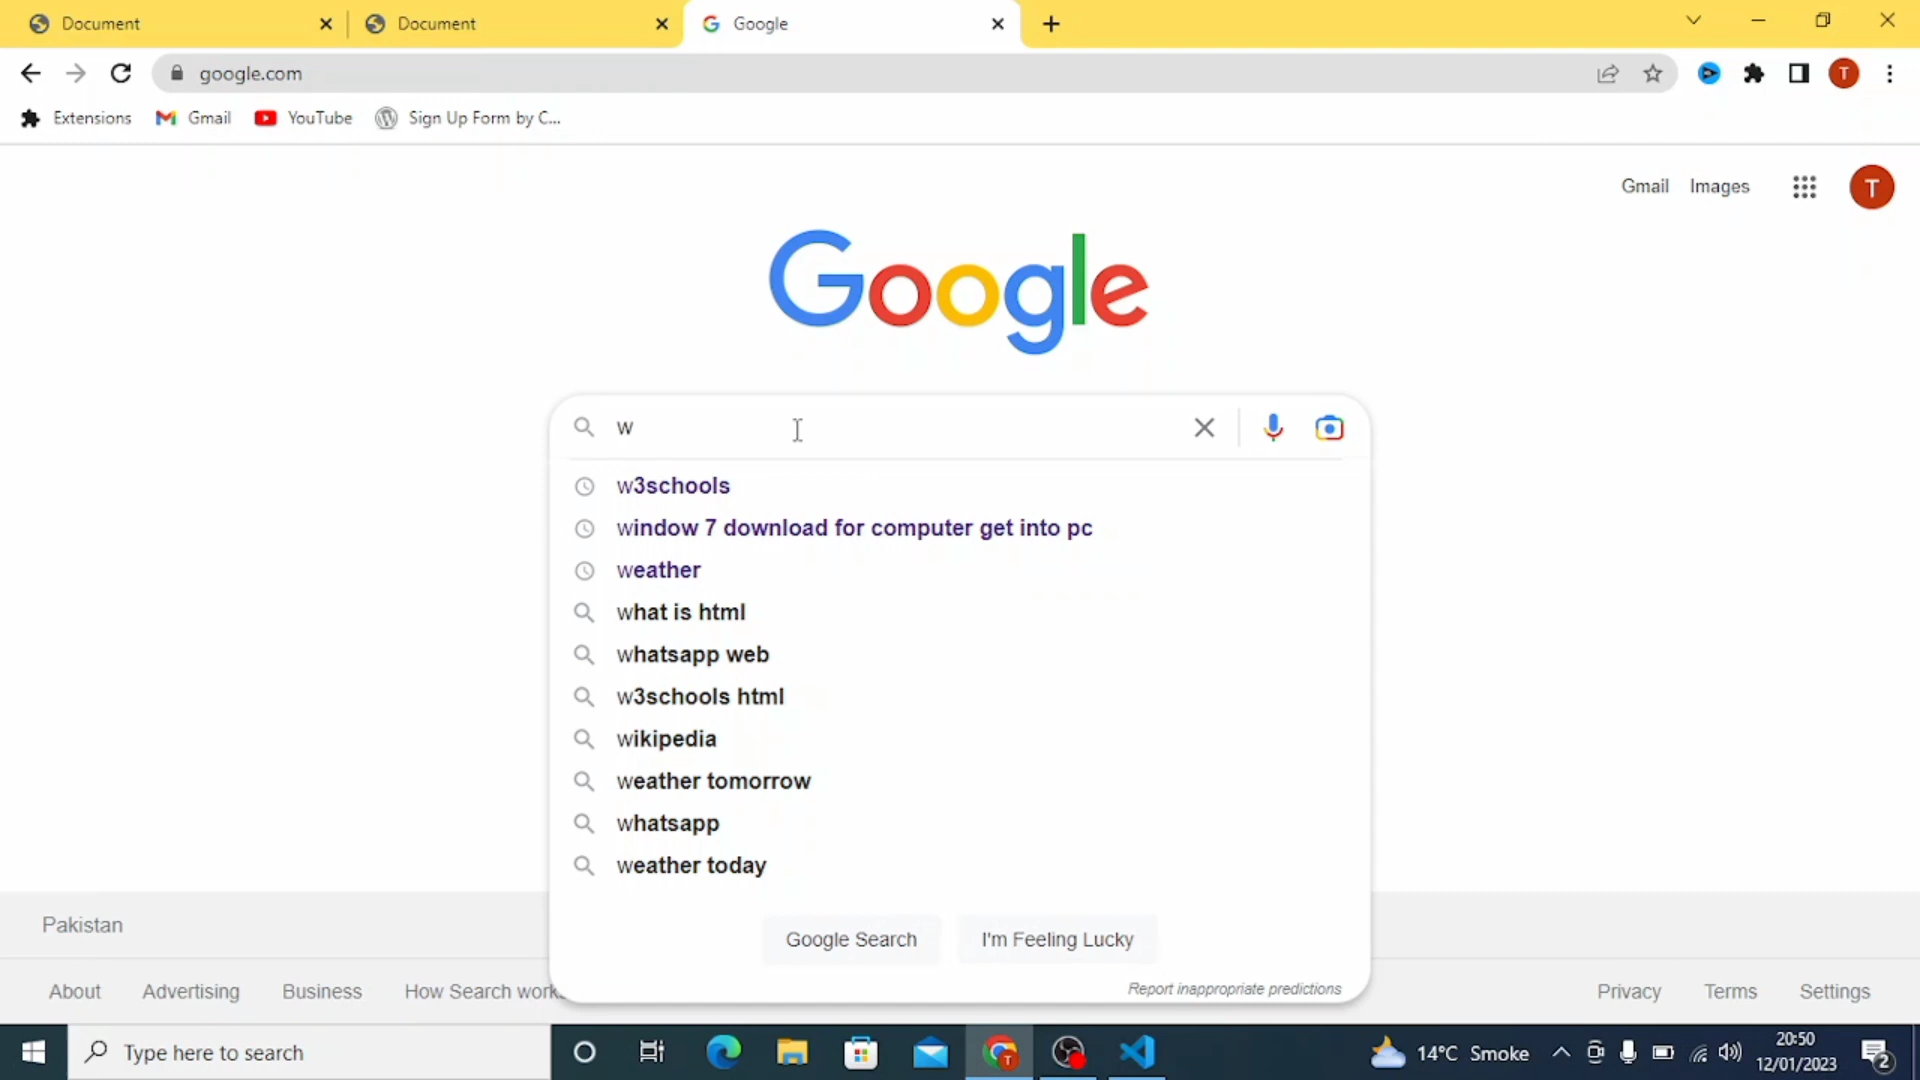 Document
Document
Google
google.com
Extensions
Gmail
YouTube
Sign Up Form by C...
Gmail
Images
T
Google
w
w3schools
window 7 download for computer get into pc
weather
what is html
whatsapp web
w3schools html
wikipedia
weather tomorrow
whatsapp
weather today
Google Search
I'm Feeling Lucky
Report inappropriate predictions
Pakistan
About
Advertising
Business
How Search work
Privacy
Terms
Settings
Type here to search
14°C Smoke
20:50
12/01/2023
2